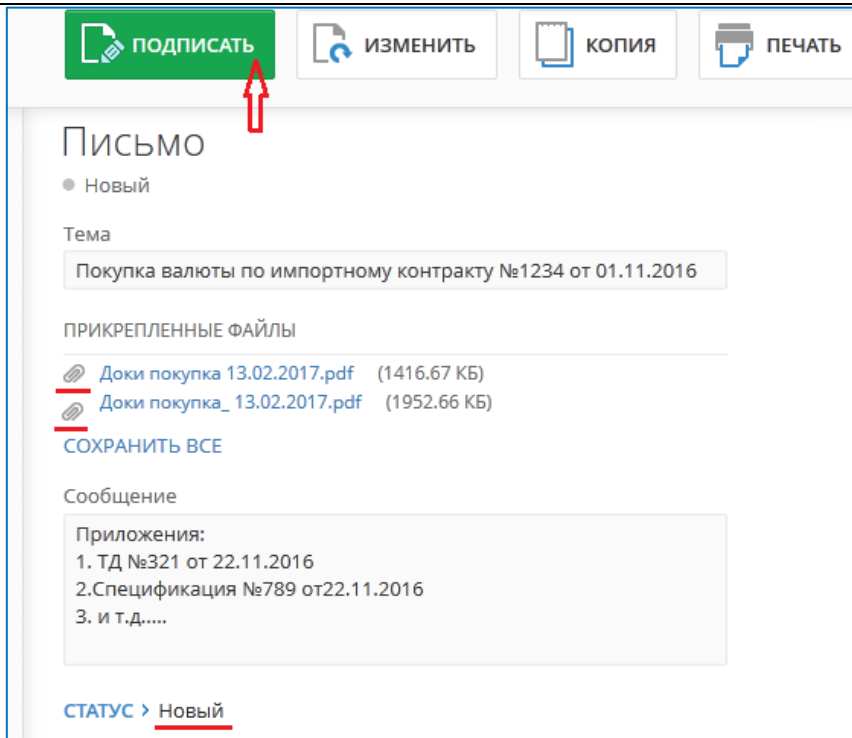 ПОДПИСАТЬ ИЗМЕНИТЬ КОПИЯ ПЕЧАТЬ
Письмо
Новый
Тема
Покупка валюты по импортному контракту №1234 от 01.11.2016
ПРИКРЕПЛЕННЫЕ ФАЙЛЫ
Доки покупка 13.02.2017.pdf (1416.67 КБ)
Доки покупка_ 13.02.2017.pdf (1952.66 КБ)
СОХРАНИТЬ ВСЕ
Сообщение
Приложения:
1. ТД №321 от 22.11.2016
2.Спецификация №789 от22.11.2016
3. и т.д.....
СТАТУС > Новый